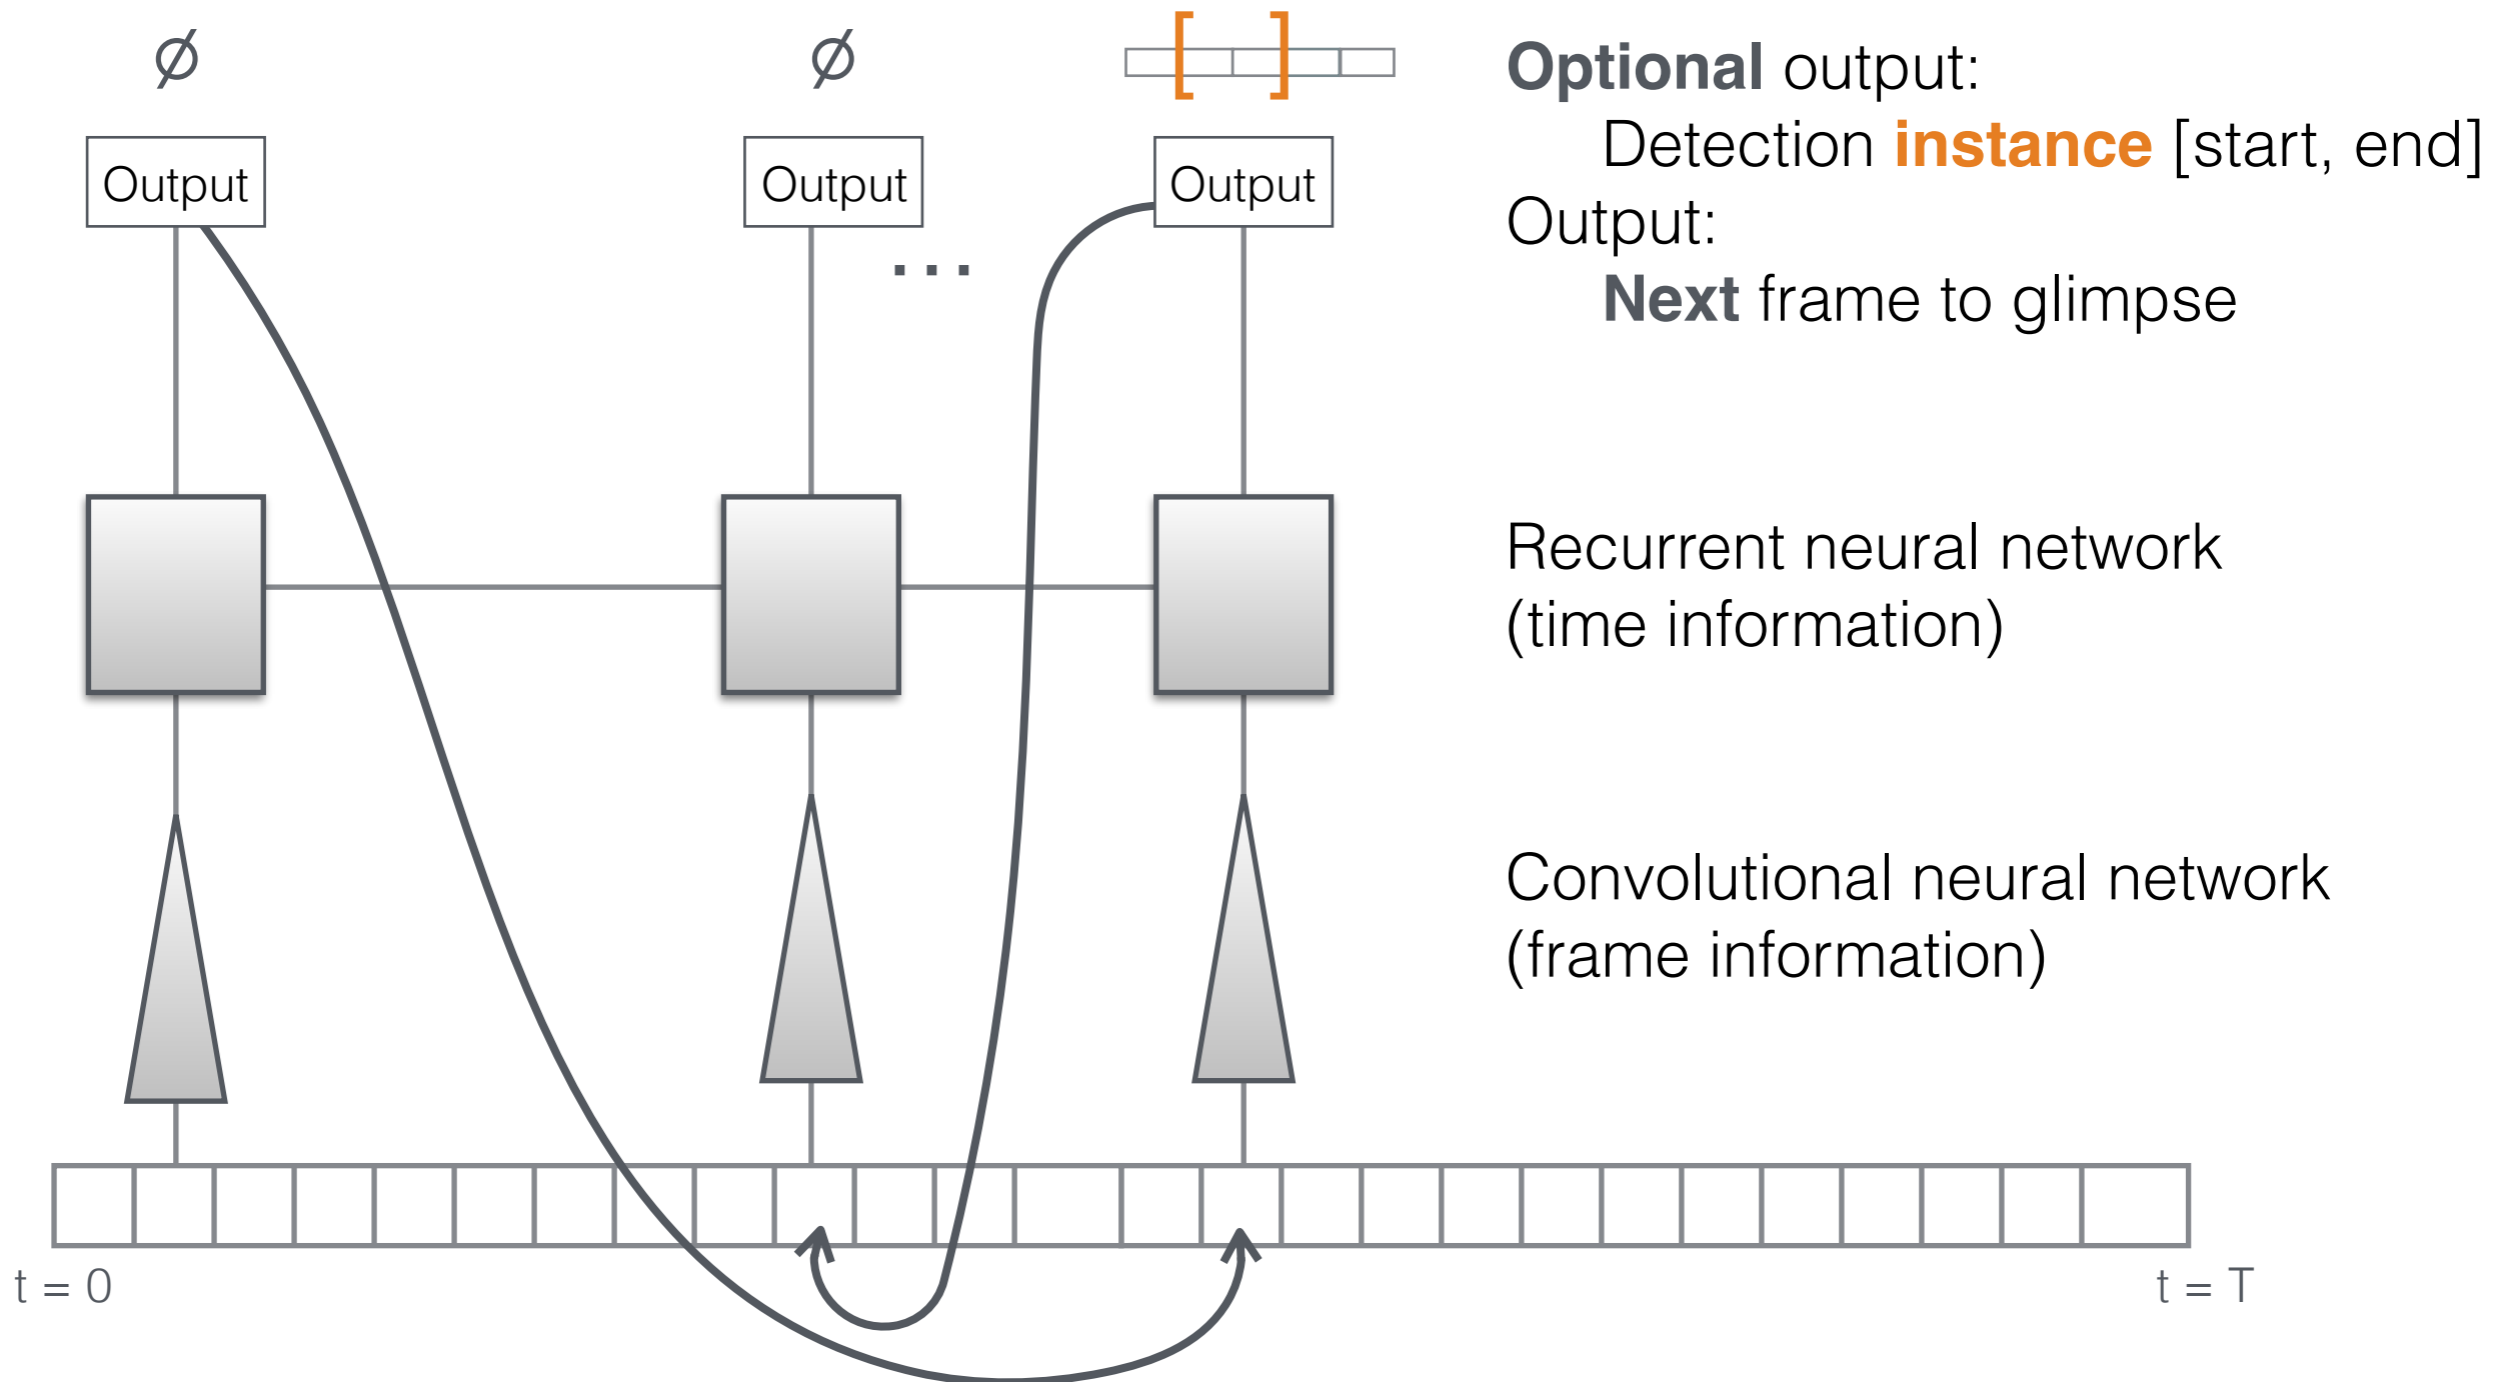 ∅
∅
[ ]
Output
Output
Output
...
Optional output:
Detection instance [start, end]
Output:
Next frame to glimpse
Recurrent neural network
(time information)
Convolutional neural network
(frame information)
t = 0
t = T